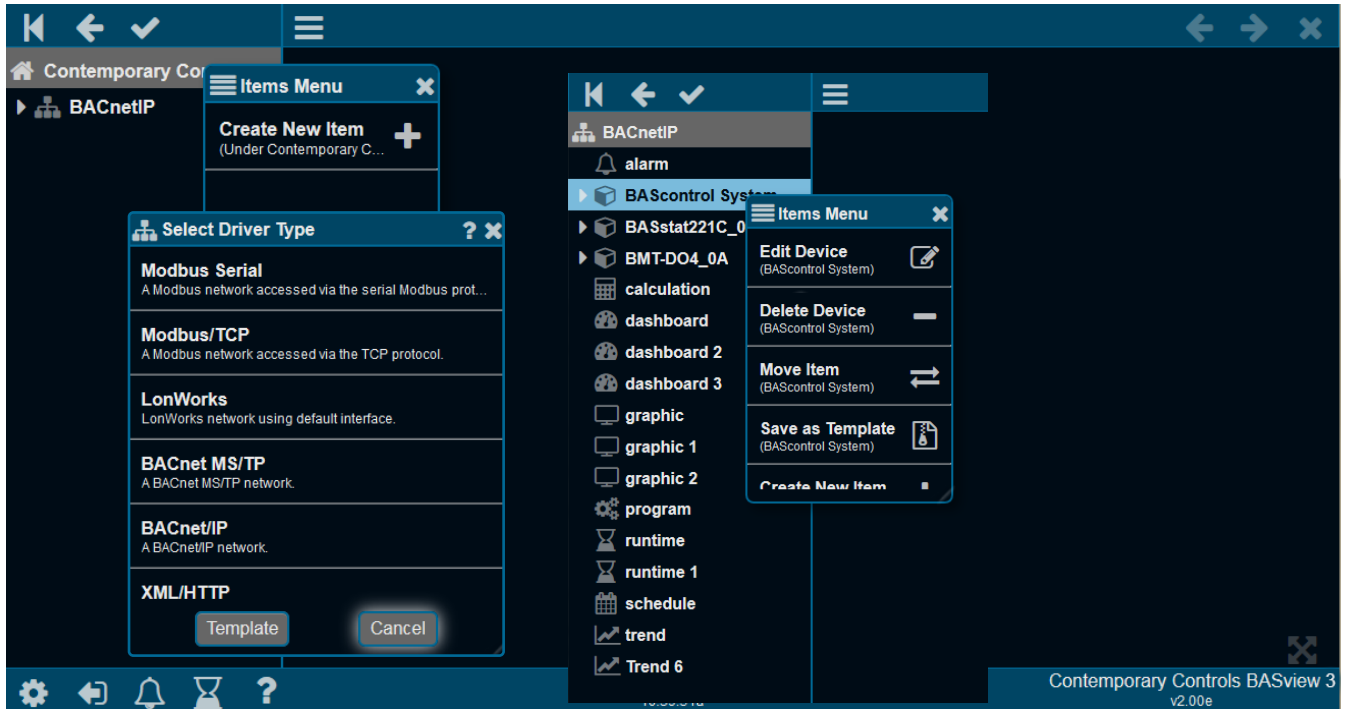 Contemporary Co
BACnetIP
Items Menu
Create New Item
(Under Contemporary C...
Select Driver Type ?
Modbus Serial
A Modbus network accessed via the serial Modbus prot...
Modbus/TCP
A Modbus network accessed via the TCP protocol.
LonWorks
LonWorks network using default interface.
BACnet MS/TP
A BACnet MS/TP network.
BACnet/IP
A BACnet/IP network.
XML/HTTP
Template
Cancel
BACnetIP
alarm
BAScontrol System
BASstat221C_0
BMT-DO4_0A
calculation
dashboard
dashboard 2
dashboard 3
graphic
graphic 1
graphic 2
program
runtime
runtime 1
schedule
trend
Trend 6
Items Menu
Edit Device
(BAScontrol System)
Delete Device
(BAScontrol System)
Move Item
(BAScontrol System)
Save as Template
(BAScontrol System)
Create New Item
?
Contemporary Controls BASview 3
v2.00e